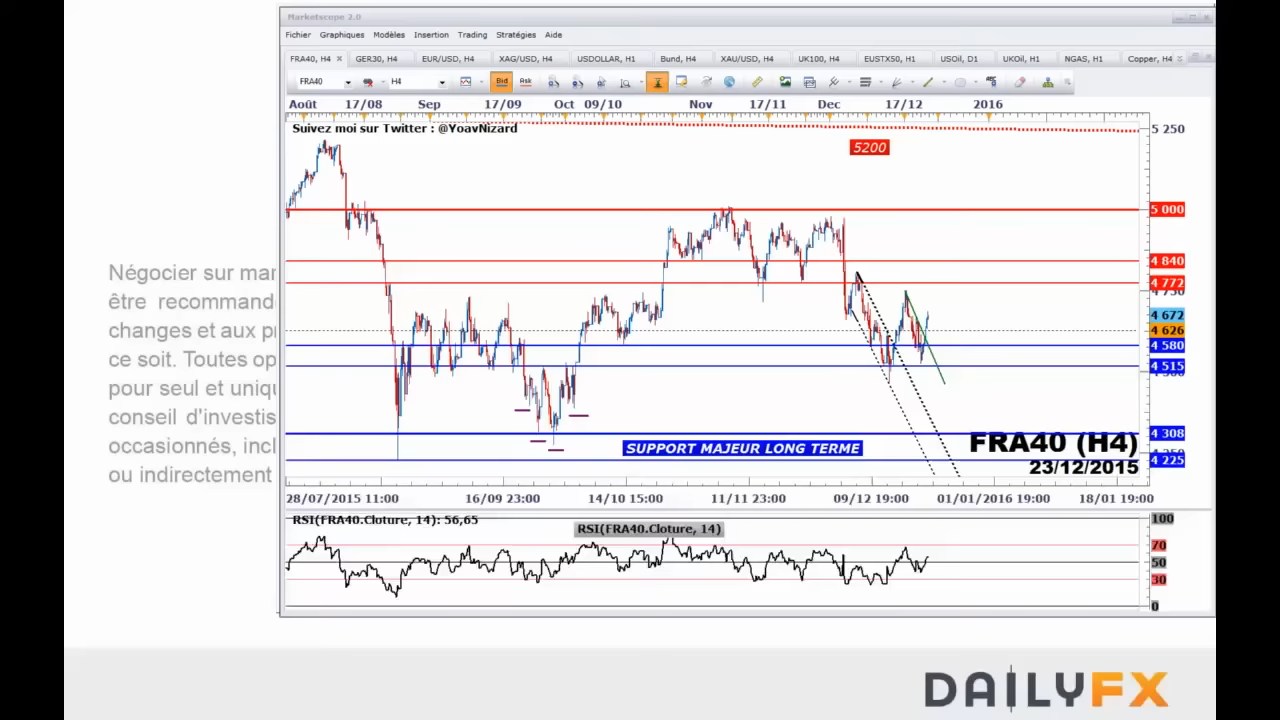 Marketscope 2.0
Fichier Graphiques Modèles Insertion Trading Stratégies Aide
FRA40, H4 GER30, H4 EUR/USD, H4 XAG/USD, H4 USDOLLAR, H1 Bund, H4 XAU/USD, H4 UK100, H4 EUSTX50, H1 USOil, D1 UKOil, H1 NGAS, H1 Copper, H4
FRA40 H4 Bid Ask
Août 17/08 Sep 17/09 Oct 09/10 Nov 17/11 Dec 17/12 2016
Suivez moi sur Twitter : @YoavNizard
5 250
5200
5 000
4 840
4 772
4 672
4 626
4 580
4 515
4 308
4 225
SUPPORT MAJEUR LONG TERME
FRA40 (H4)
23/12/2015
28/07/2015 11:00 16/09 23:00 14/10 15:00 11/11 23:00 09/12 19:00 01/01/2016 19:00 18/01 19:00
RSI(FRA40.Cloture, 14): 56,65
RSI(FRA40.Cloture, 14)
100
70
50
30
0
Négocier sur mar
être recommand
changes et aux p
ce soit. Toutes op
pour seul et uniq
conseil d'investis
occasionnés, incl
ou indirectement
DAILYFX